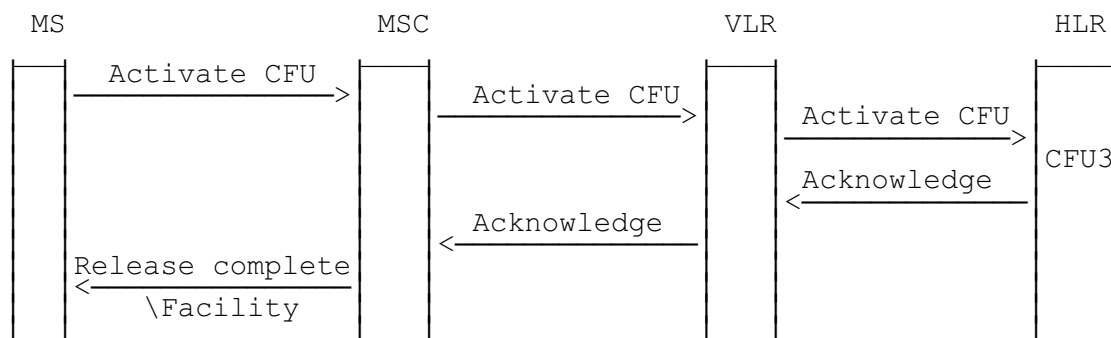 MS MSC VLR HLR
Activate CFU
Activate CFU
Activate CFU
CFU3
Acknowledge
Acknowledge
Release complete
\Facility